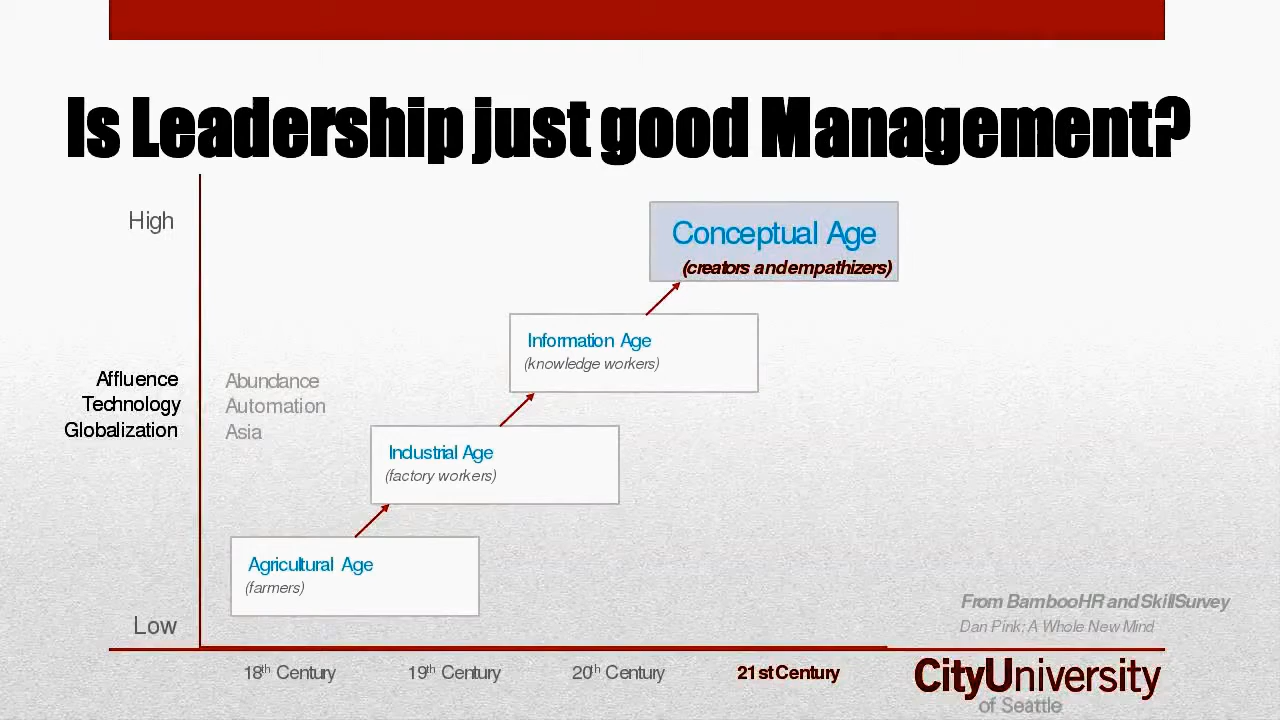 Is Leadership just good Management?
High
Conceptual Age
(creators and empathizers)
Information Age
(knowledge workers)
Affluence
Technology
Globalization
Abundance
Automation
Asia
Industrial Age
(factory workers)
Agricultural Age
(farmers)
Low
From BambooHR and SkillSurvey
Dan Pink; A Whole New Mind
18th Century
19th Century
20th Century
21st Century
CityUniversity
of Seattle